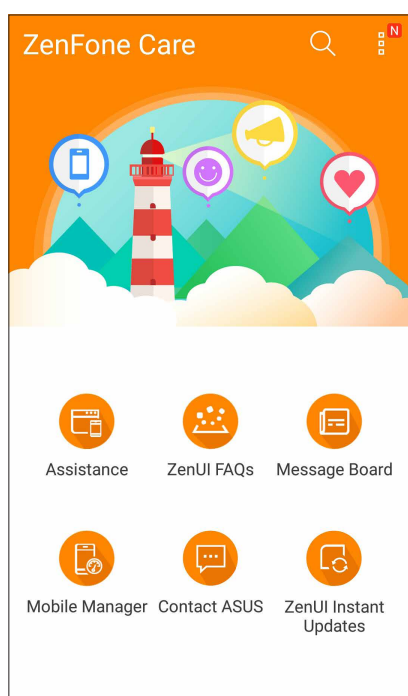 ZenFone Care
N
Assistance
ZenUI FAQs
Message Board
Mobile Manager
Contact ASUS
ZenUI Instant
Updates